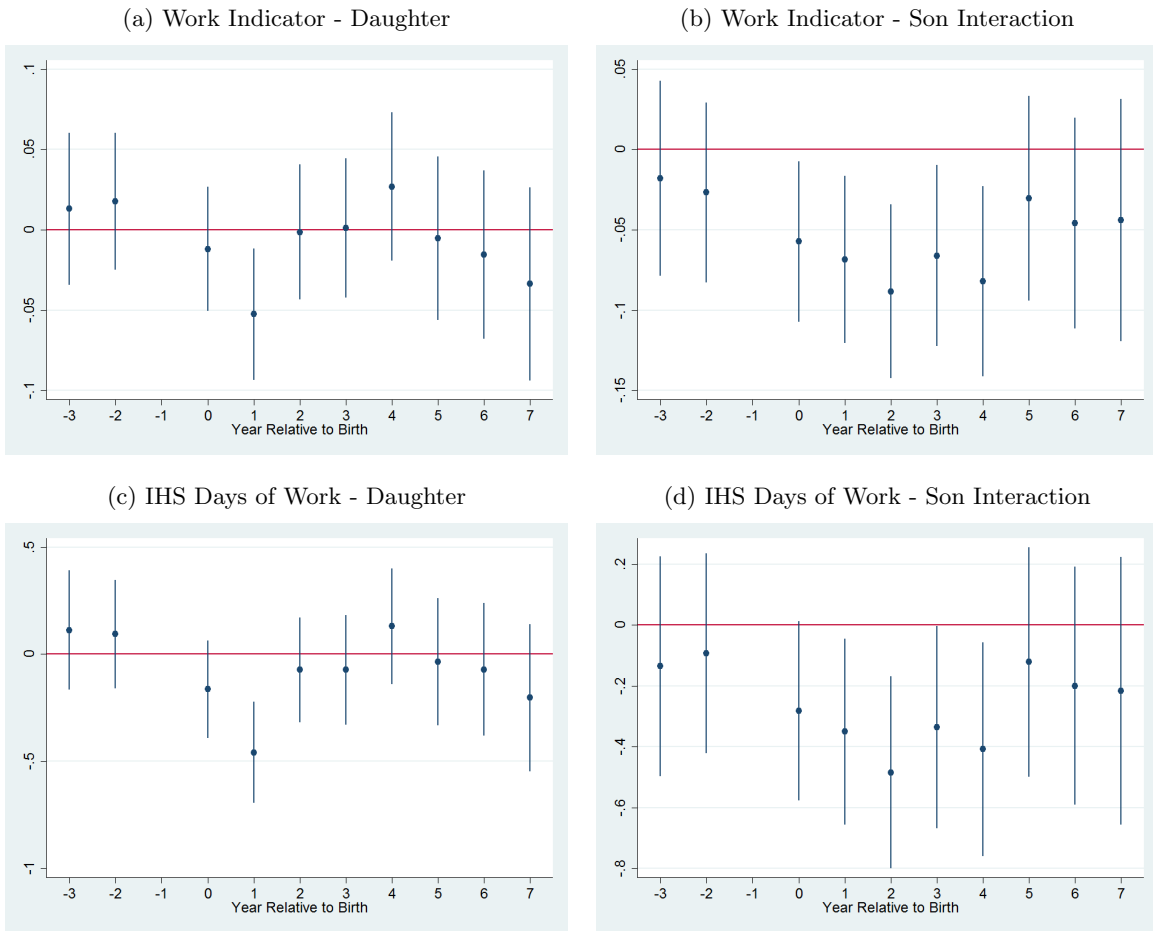 (a) Work Indicator - Daughter
.1
.05
0
-.05
-.1
-3 -2 -1 0 1 2 3 4 5 6 7
Year Relative to Birth
(b) Work Indicator - Son Interaction
.05
0
-.05
-.1
-.15
-3 -2 -1 0 1 2 3 4 5 6 7
Year Relative to Birth
(c) IHS Days of Work - Daughter
.5
0
-.5
-1
-3 -2 -1 0 1 2 3 4 5 6 7
Year Relative to Birth
(d) IHS Days of Work - Son Interaction
.2
0
-.2
-.4
-.6
-.8
-3 -2 -1 0 1 2 3 4 5 6 7
Year Relative to Birth